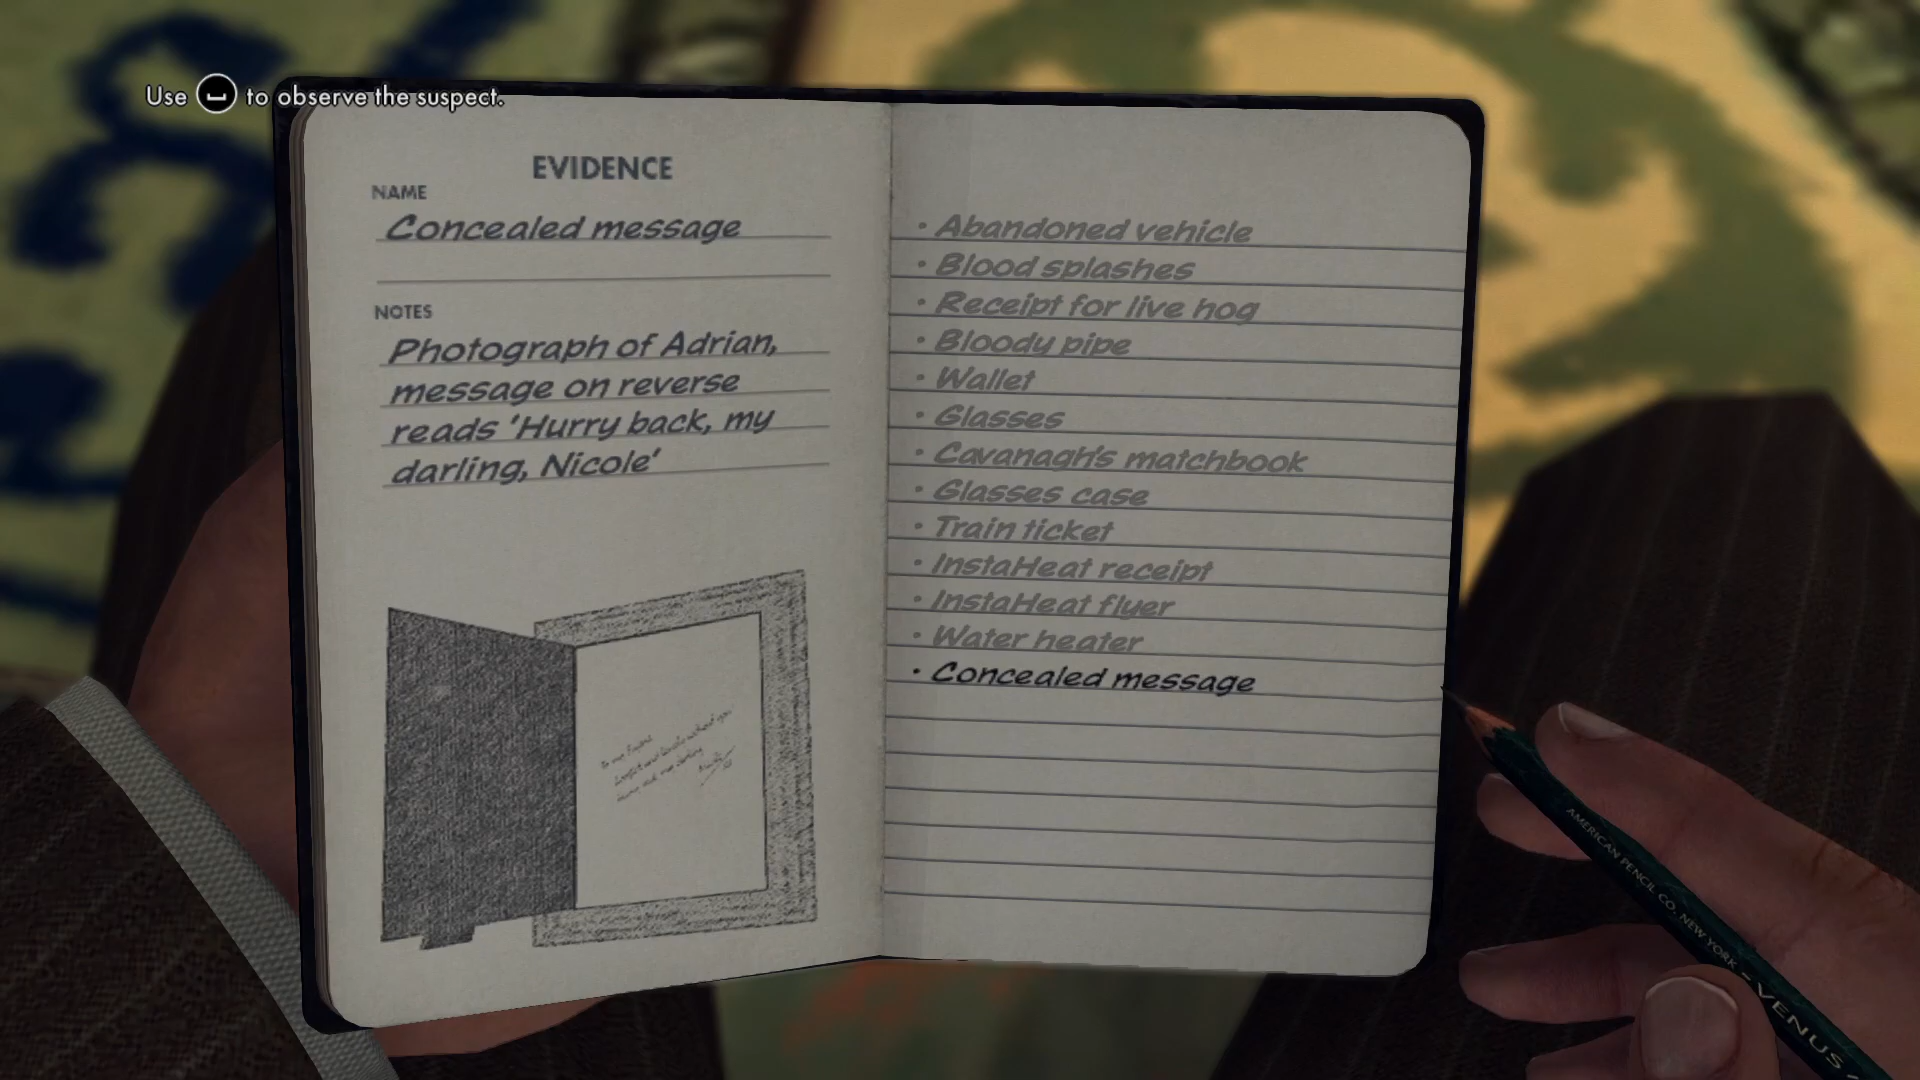 Use to observe the suspect.
EVIDENCE
NAME
Concealed message
NOTES
Photograph of Adrian,
message on reverse
reads 'Hurry back, my
darling, Nicole'
• Abandoned vehicle
• Blood splashes
• Receipt for live hog
• Bloody pipe
• Wallet
• Glasses
• Cavanagh's matchbook
• Glasses case
• Train ticket
• InstaHeat receipt
• InstaHeat flyer
• Water heater
• Concealed message
AMERICAN PENCIL CO. NEW YORK - VENUS